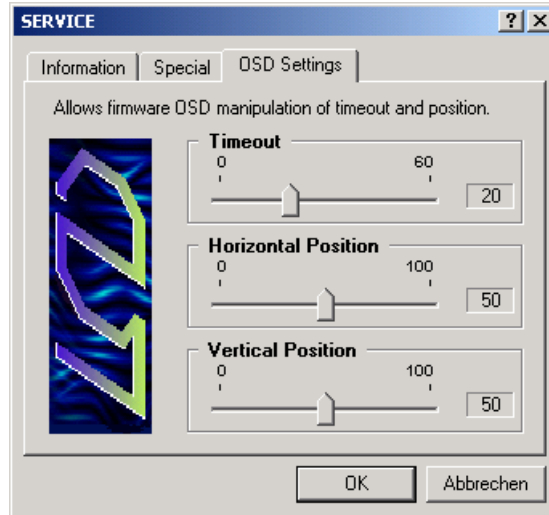 SERVICE
Information Special OSD Settings
Allows firmware OSD manipulation of timeout and position.
Timeout
0 60
20
Horizontal Position
0 100
50
Vertical Position
0 100
50
OK Abbrechen